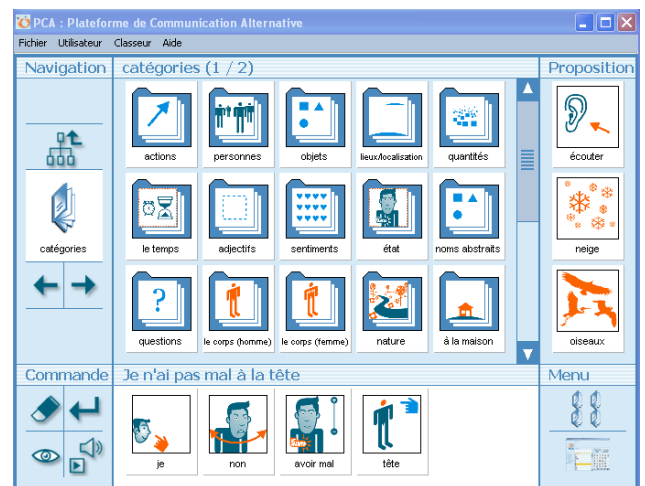 PCA : Plateforme de Communication Alternative
Fichier Utilisateur Classeur Aide
Navigation
catégories (1 / 2)
Proposition
actions personnes objets lieux/localisation quantités
écouter
catégories
le temps adjectifs sentiments état noms abstraits
neige
questions le corps (homme) le corps (femme) nature à la maison
oiseaux
Commande
Je n'ai pas mal à la tête
Menu
je non avoir mal tête